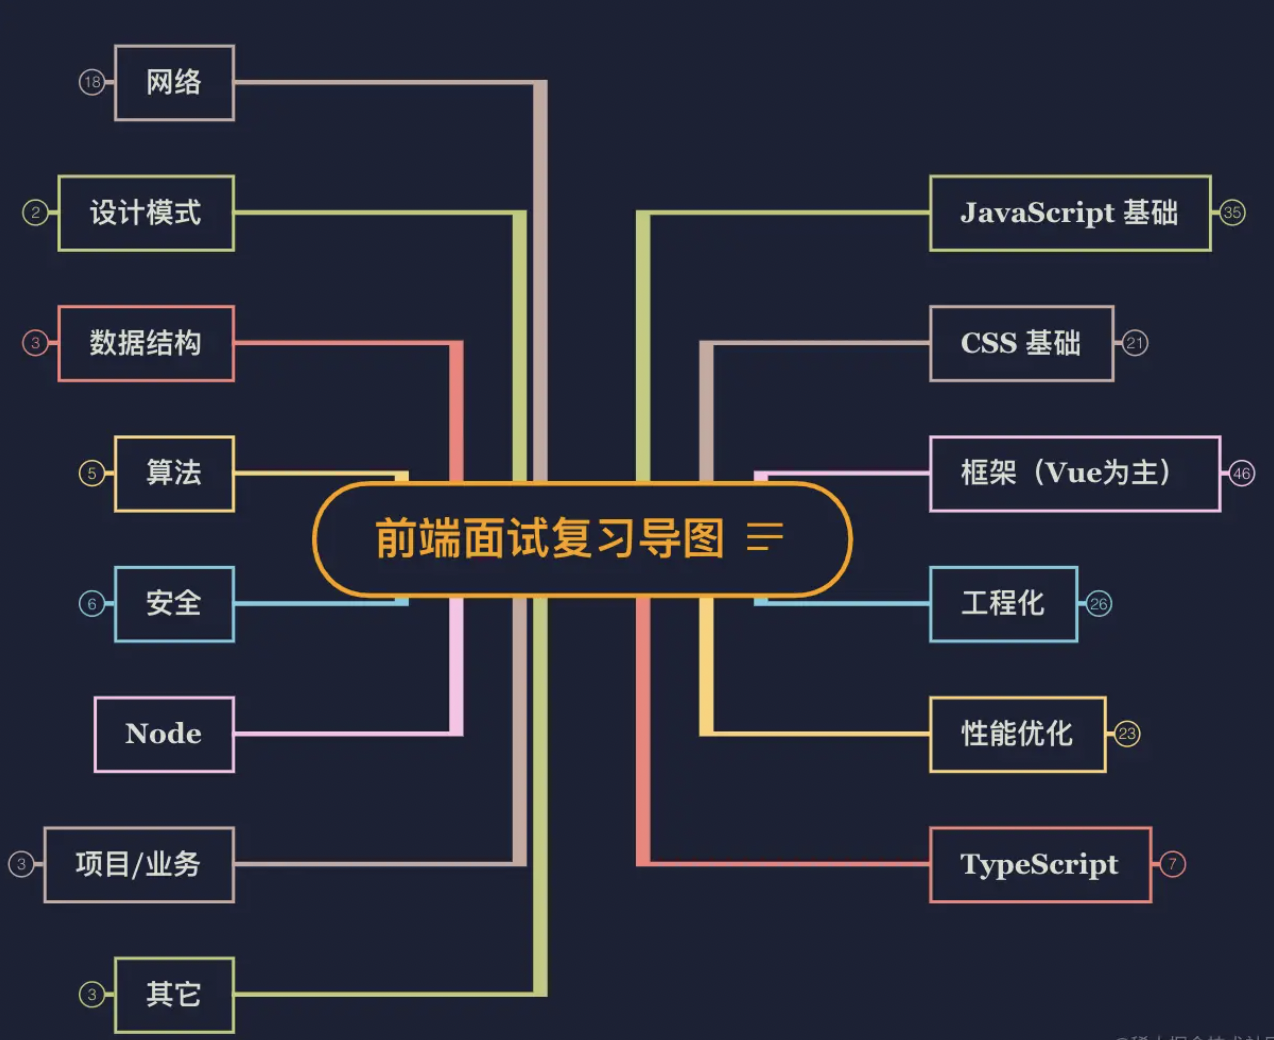 18
网络
2
设计模式
3
数据结构
5
算法
6
安全
Node
3
项目/业务
3
其它
前端面试复习导图
JavaScript 基础
35
CSS 基础
21
框架（Vue为主）
46
工程化
26
性能优化
23
TypeScript
7